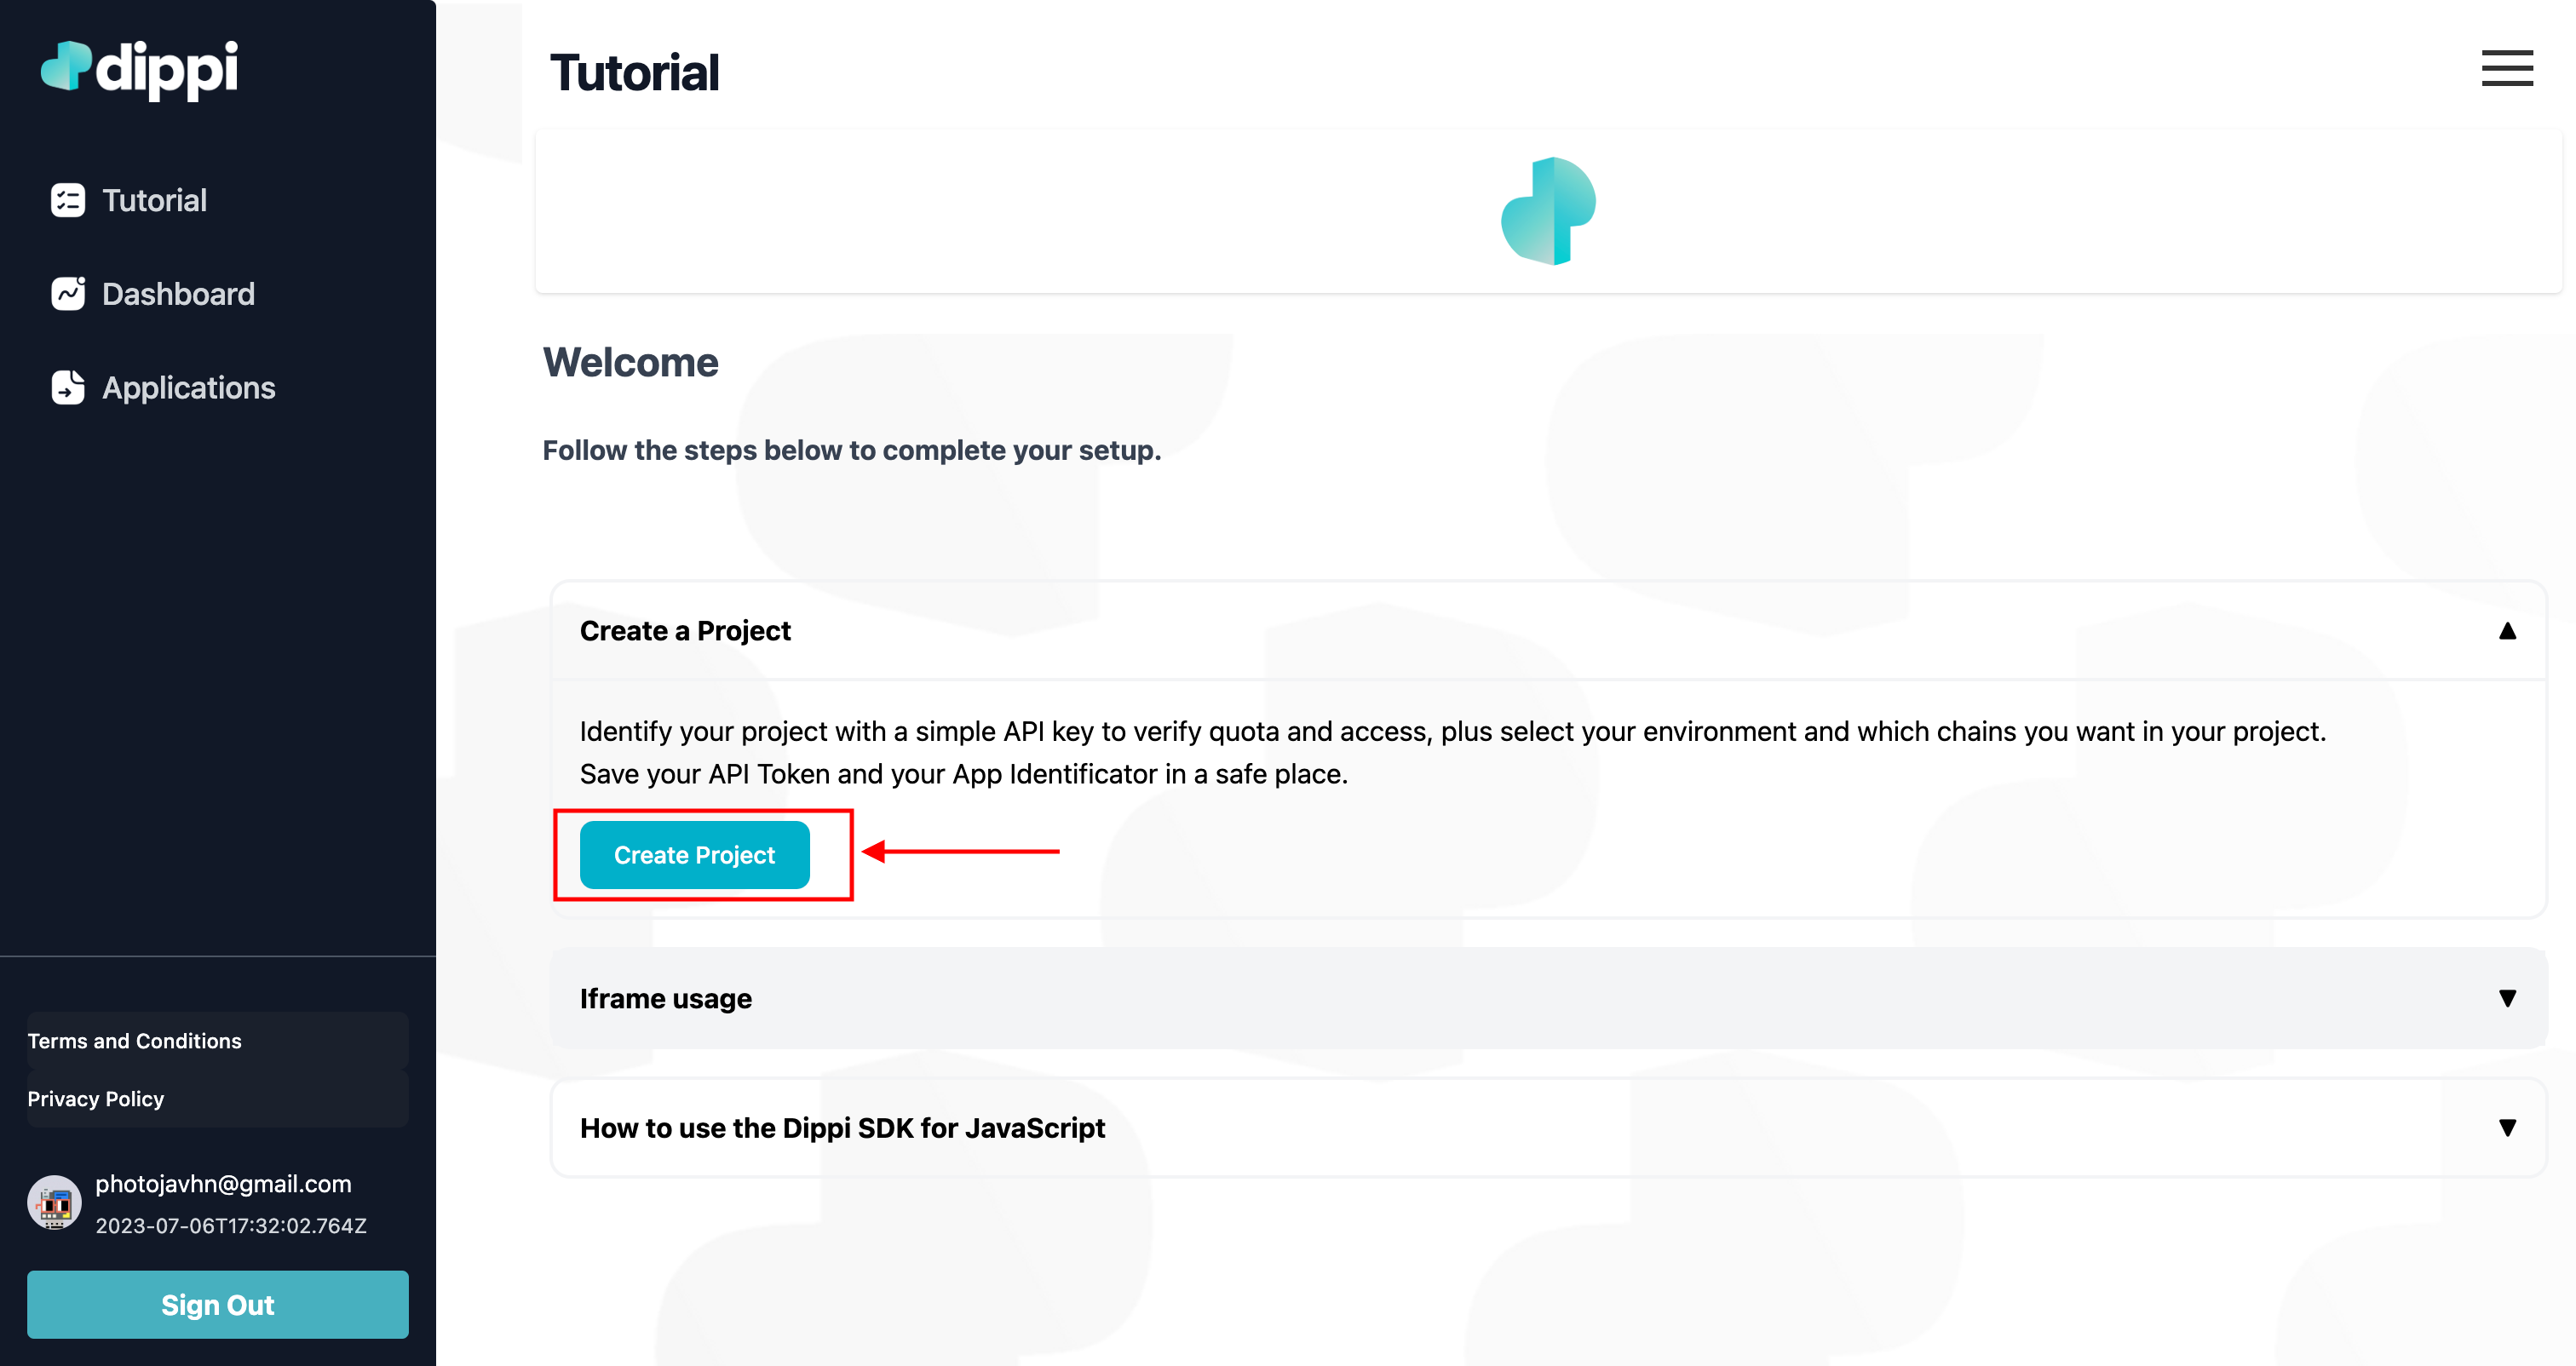 dippi
Tutorial
Dashboard
Applications
Terms and Conditions
Privacy Policy
photojavhn@gmail.com
2023-07-06T17:32:02.764Z
Sign Out
Tutorial
Welcome
Follow the steps below to complete your setup.
Create a Project
Identify your project with a simple API key to verify quota and access, plus select your environment and which chains you want in your project.
Save your API Token and your App Identificator in a safe place.
Create Project
Iframe usage
How to use the Dippi SDK for JavaScript